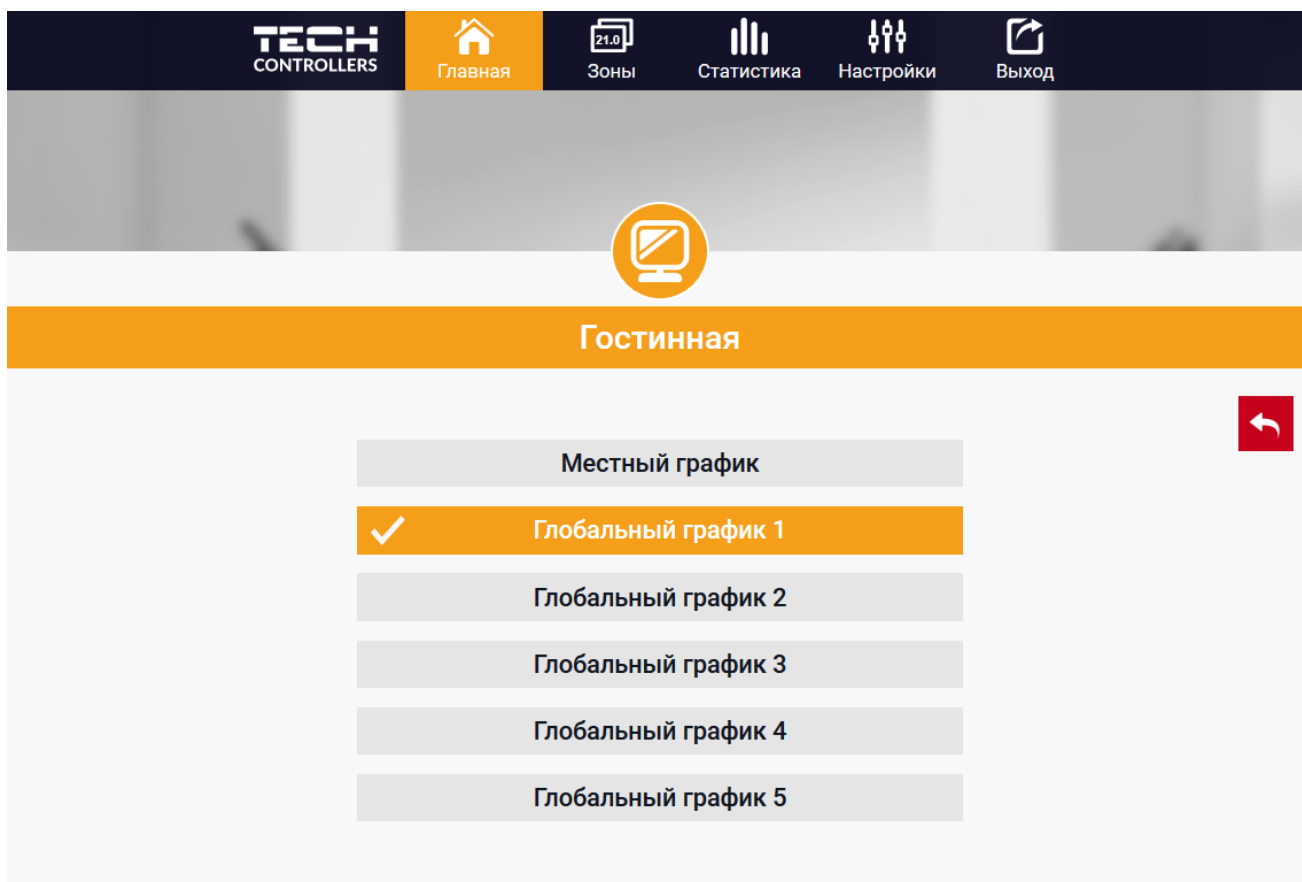 TECH
CONTROLLERS
Главная
21.0
Зоны
Статистика
Настройки
Выход
Гостинная
Местный график
Глобальный график 1
Глобальный график 2
Глобальный график 3
Глобальный график 4
Глобальный график 5